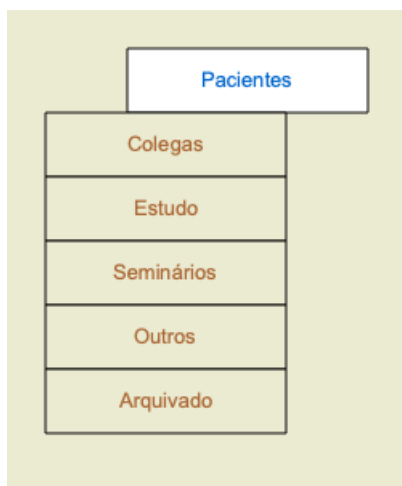 Pacientes
Colegas
Estudo
Seminários
Outros
Arquivado